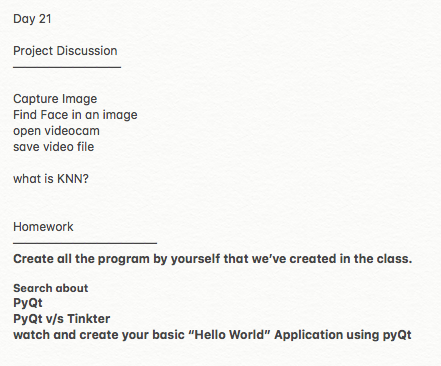 Day 21
Project Discussion
Capture Image
Find Face in an image
open videocam
save video file
what is KNN?
Homework
Create all the program by yourself that we’ve created in the class.
Search about
PyQt
PyQt v/s Tinkter
watch and create your basic “Hello World” Application using pyQt